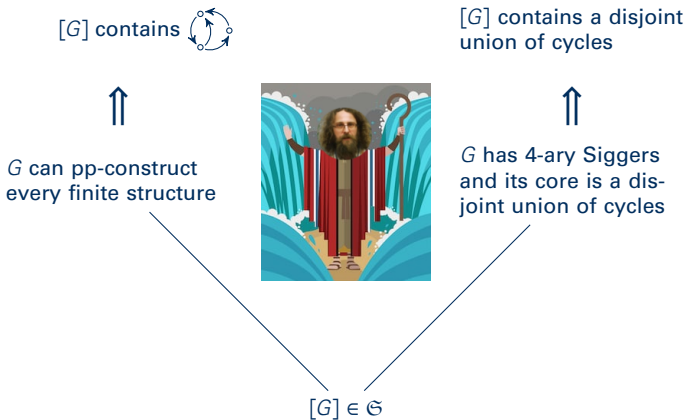 [G] contains
[G] contains a disjoint
union of cycles
⇑
⇑
G can pp-construct
every finite structure
G has 4-ary Siggers
and its core is a dis-
joint union of cycles
[G] ∈ 𝔖